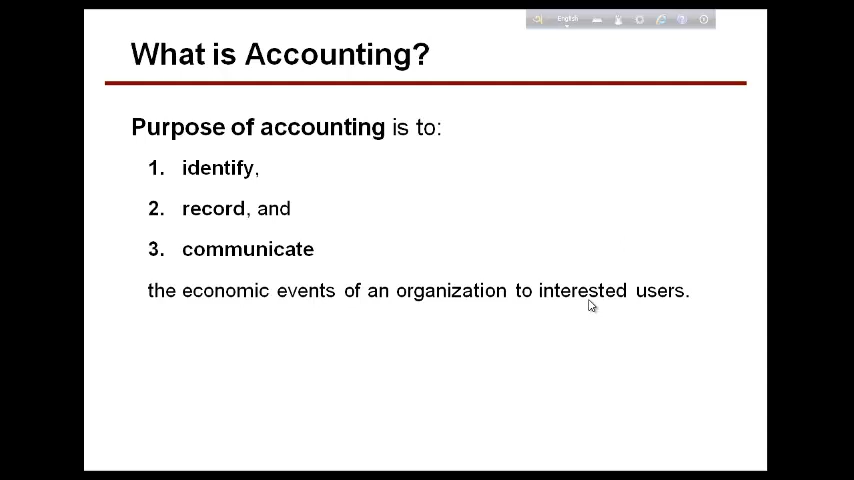 English
What is Accounting?
Purpose of accounting is to:
1. identify,
2. record, and
3. communicate
the economic events of an organization to interested users.